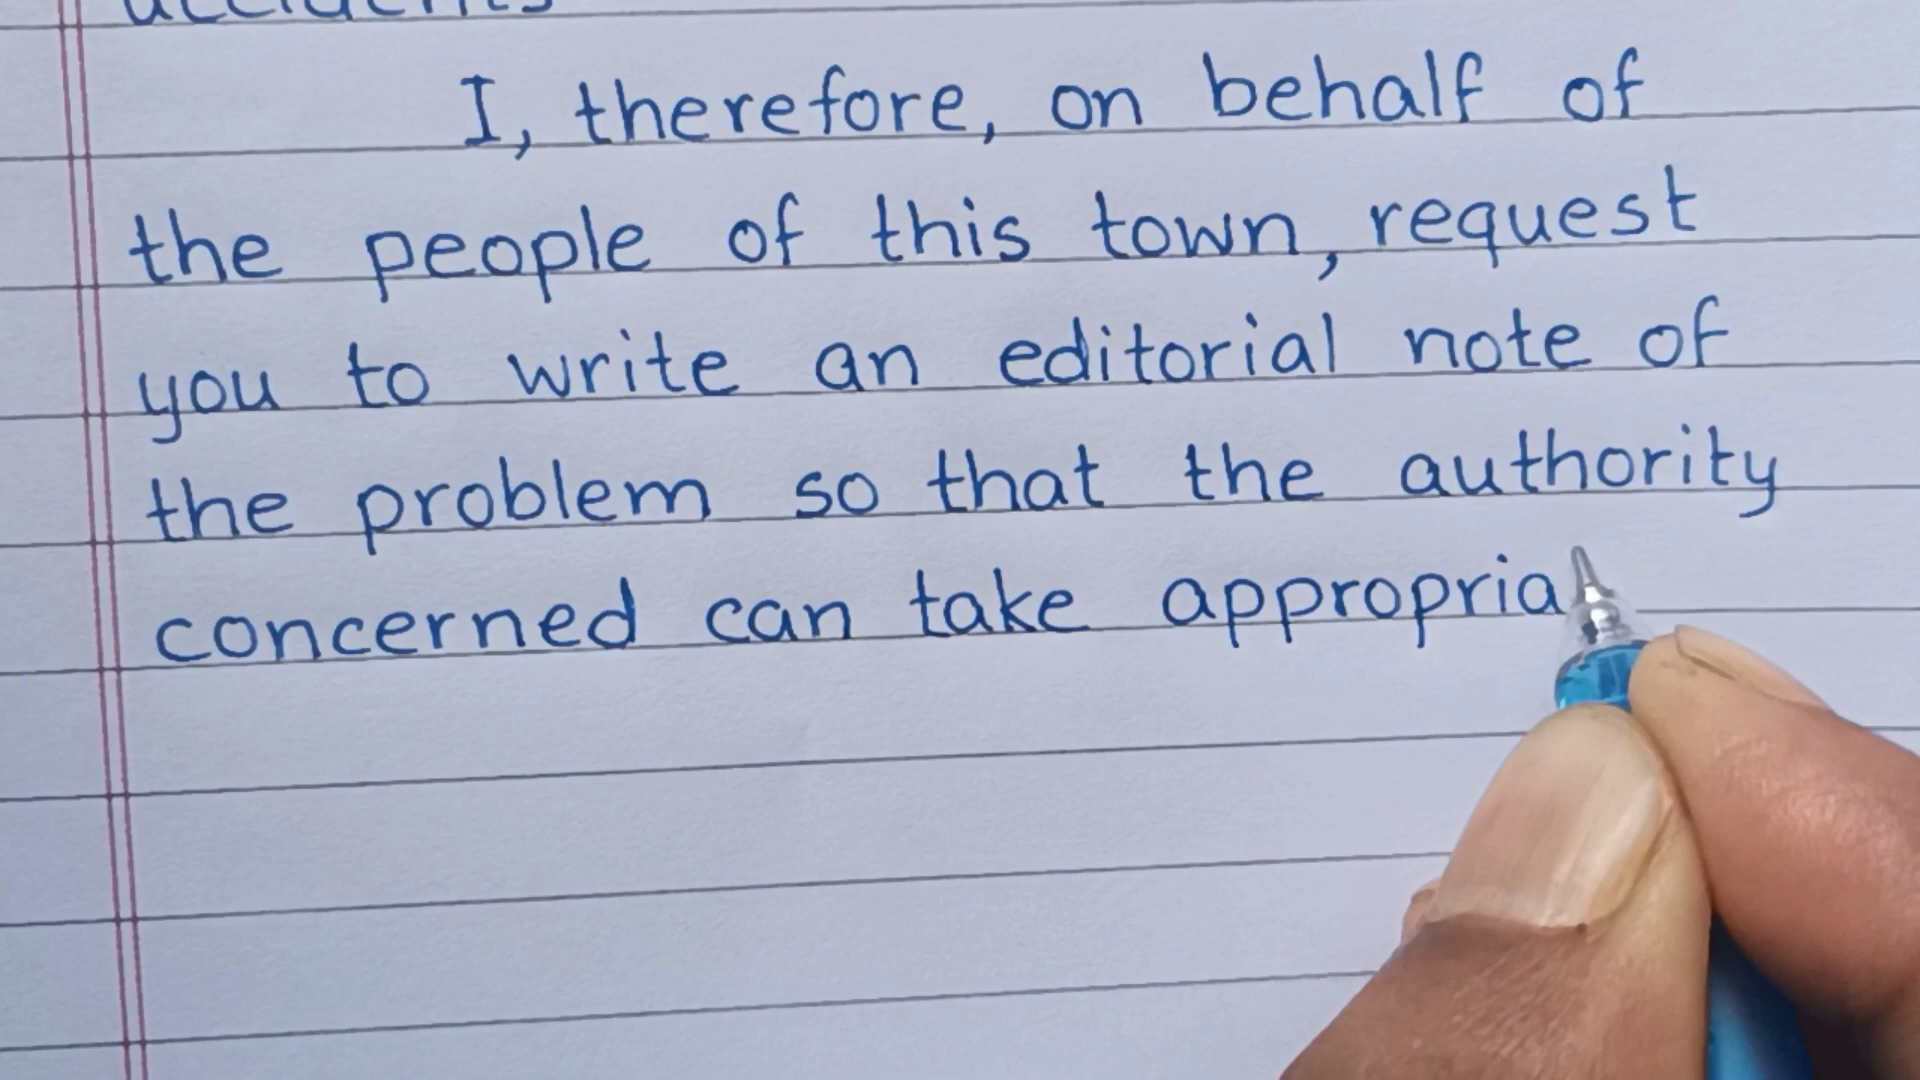 accidents
I, therefore, on behalf of
the people of this town, request
you to write an editorial note of
the problem so that the authority
concerned can take appropria